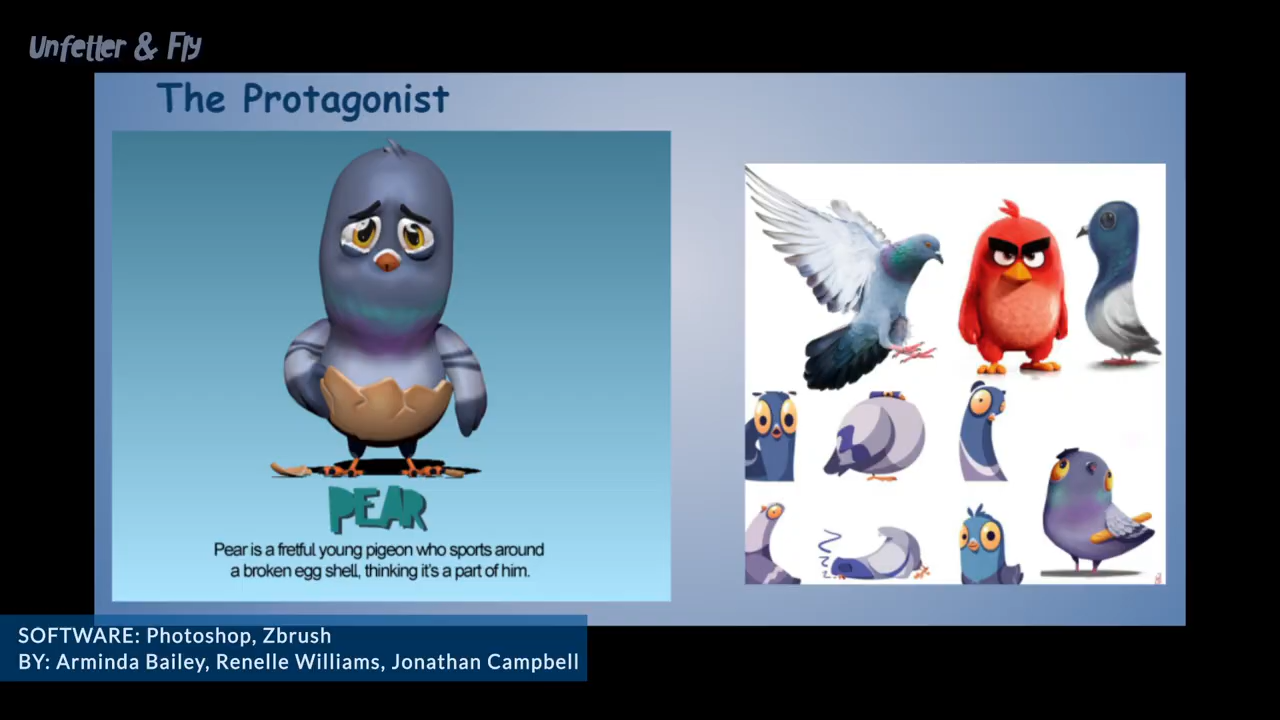 Unfetter & Fly
The Protagonist
PEAR
Pear is a fretful young pigeon who sports around
a broken egg shell, thinking it's a part of him.
SOFTWARE: Photoshop, Zbrush
BY: Arminda Bailey, Renelle Williams, Jonathan Campbell